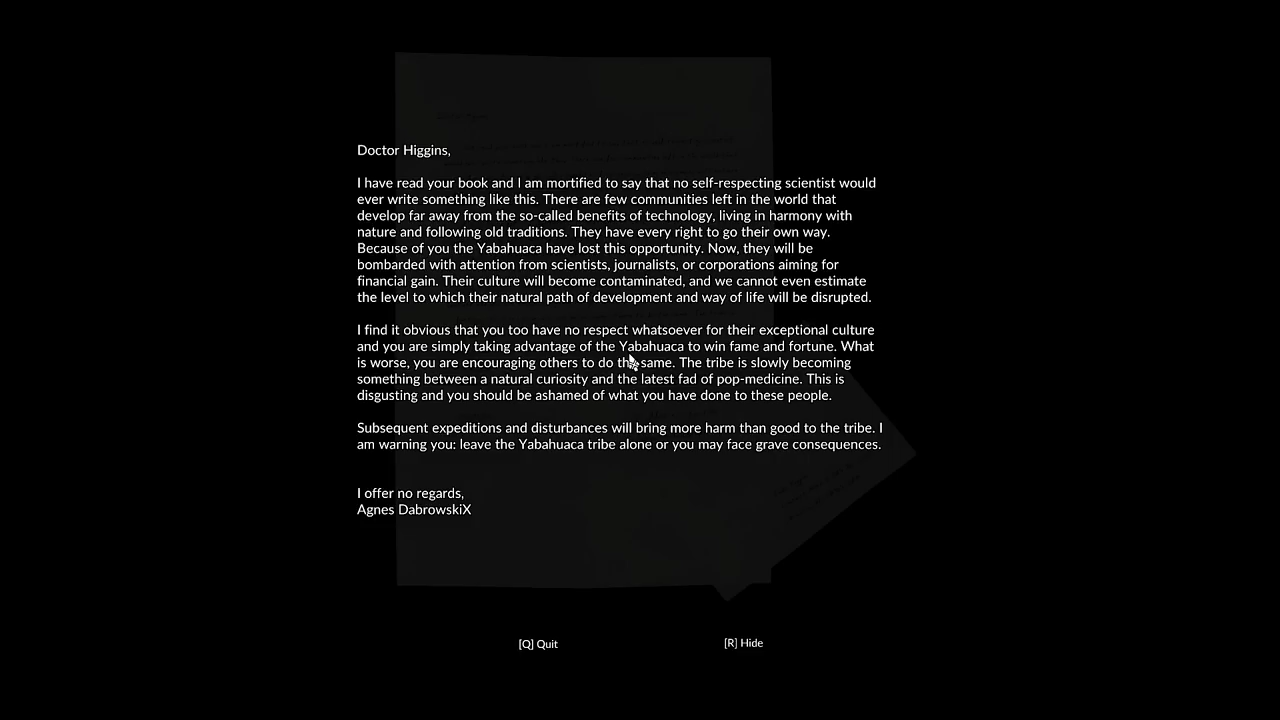 Doctor Higgins,
I have read your book and I am mortified to say that no self-respecting scientist would
ever write something like this. There are few communities left in the world that
develop far away from the so-called benefits of technology, living in harmony with
nature and following old traditions. They have every right to go their own way.
Because of you the Yabahuaca have lost this opportunity. Now, they will be
bombarded with attention from scientists, journalists, or corporations aiming for
financial gain. Their culture will become contaminated, and we cannot even estimate
the level to which their natural path of development and way of life will be disrupted.
I find it obvious that you too have no respect whatsoever for their exceptional culture
and you are simply taking advantage of the Yabahuaca to win fame and fortune. What
is worse, you are encouraging others to do the same. The tribe is slowly becoming
something between a natural curiosity and the latest fad of pop-medicine. This is
disgusting and you should be ashamed of what you have done to these people.
Subsequent expeditions and disturbances will bring more harm than good to the tribe. I
am warning you: leave the Yabahuaca tribe alone or you may face grave consequences.
I offer no regards,
Agnes DabrowskiX
[Q] Quit
[R] Hide